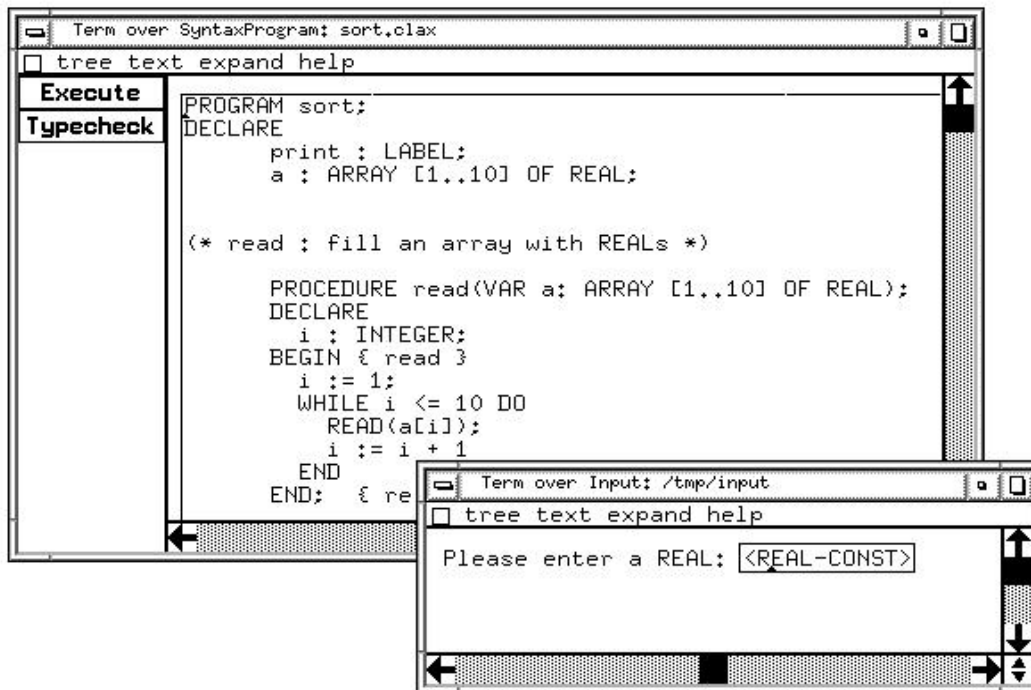 Term over SyntaxProgram: sort.clax
tree text expand help
Execute
Typecheck
PROGRAM sort;
DECLARE
print : LABEL;
a : ARRAY [1..10] OF REAL;
(* read : fill an array with REALs *)
PROCEDURE read(VAR a: ARRAY [1..10] OF REAL);
DECLARE
i : INTEGER;
BEGIN { read }
i := 1;
WHILE i <= 10 DO
READ(a[i]);
i := i + 1
END
END; { re
Term over Input: /tmp/input
tree text expand help
Please enter a REAL: <REAL-CONST>